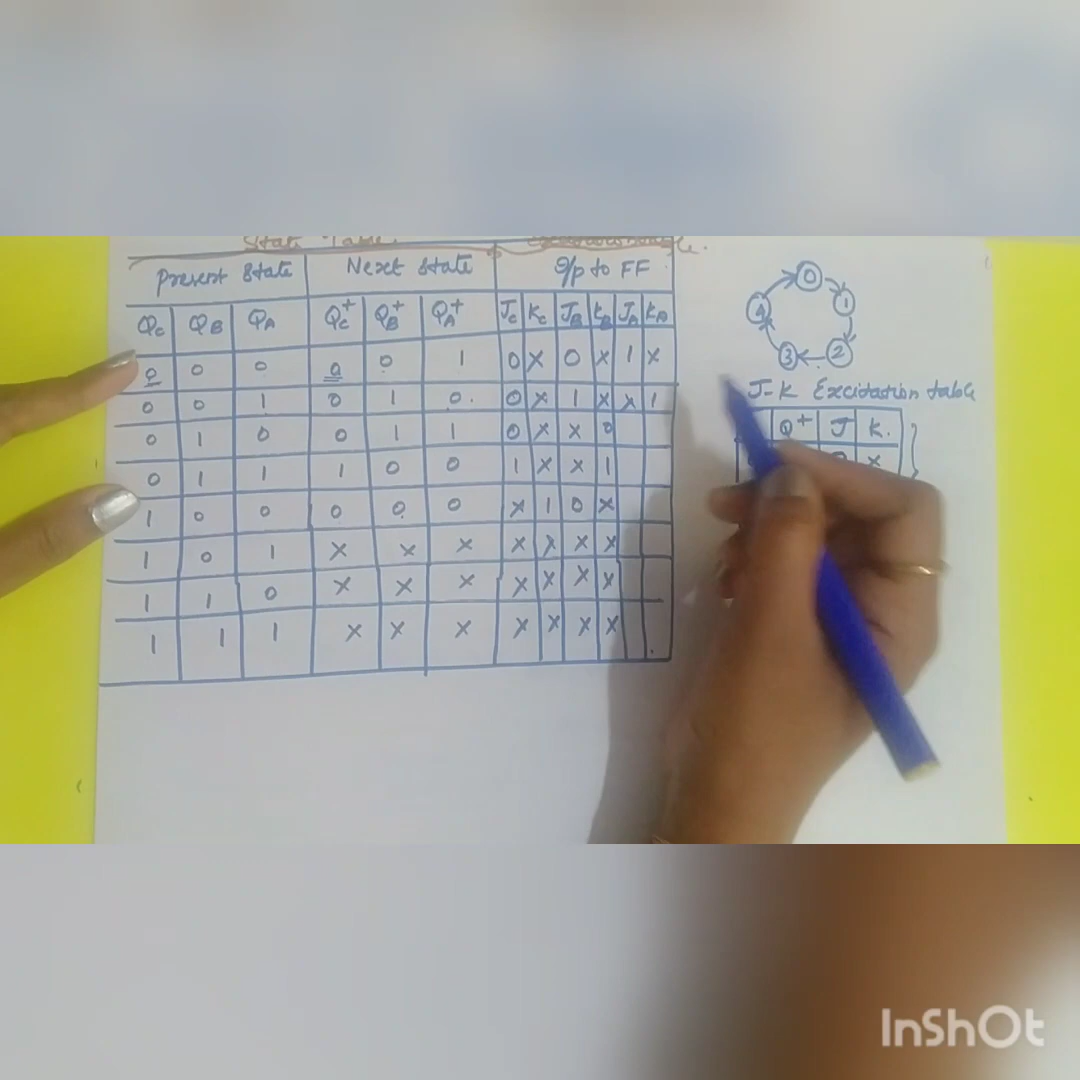 State Table.
Present State Next State I/p to FF
QC QB QA QC+ QB+ QA+ JC KC JB KB JA KA
0 0 0 0 0 1 0 X 0 X 1 X
0 0 1 0 1 0 0 X 1 X X 1
0 1 0 0 1 1 0 X X 0
0 1 1 1 0 0 1 X X 1
1 0 0 0 0 0 X 1 0 X
1 0 1 X X X X X X X
1 1 0 X X X X X X X
1 1 1 X X X X X X X
0
1
2
3
4
J-K Excitation table
Q+ J K.
0 X
InShOt